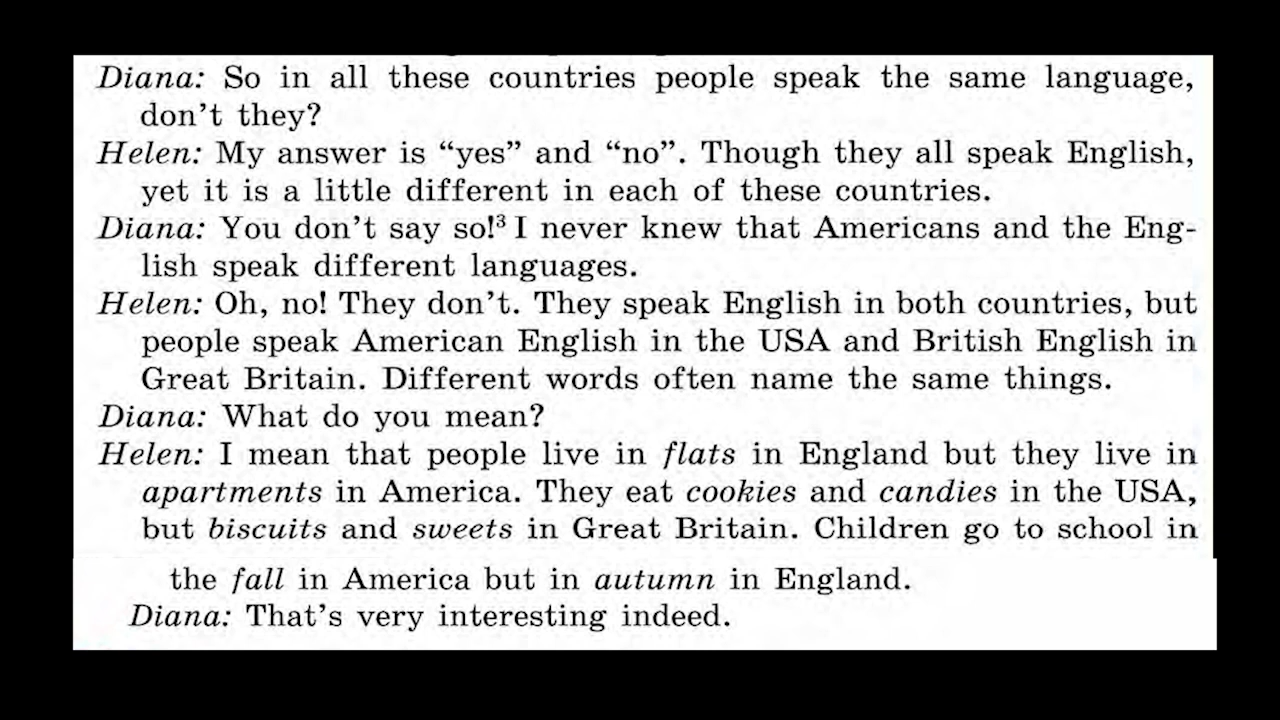 Diana: So in all these countries people speak the same language,
don't they?
Helen: My answer is “yes” and “no”. Though they all speak English,
yet it is a little different in each of these countries.
Diana: You don't say so!³ I never knew that Americans and the Eng-
lish speak different languages.
Helen: Oh, no! They don't. They speak English in both countries, but
people speak American English in the USA and British English in
Great Britain. Different words often name the same things.
Diana: What do you mean?
Helen: I mean that people live in flats in England but they live in
apartments in America. They eat cookies and candies in the USA,
but biscuits and sweets in Great Britain. Children go to school in
the fall in America but in autumn in England.
Diana: That's very interesting indeed.